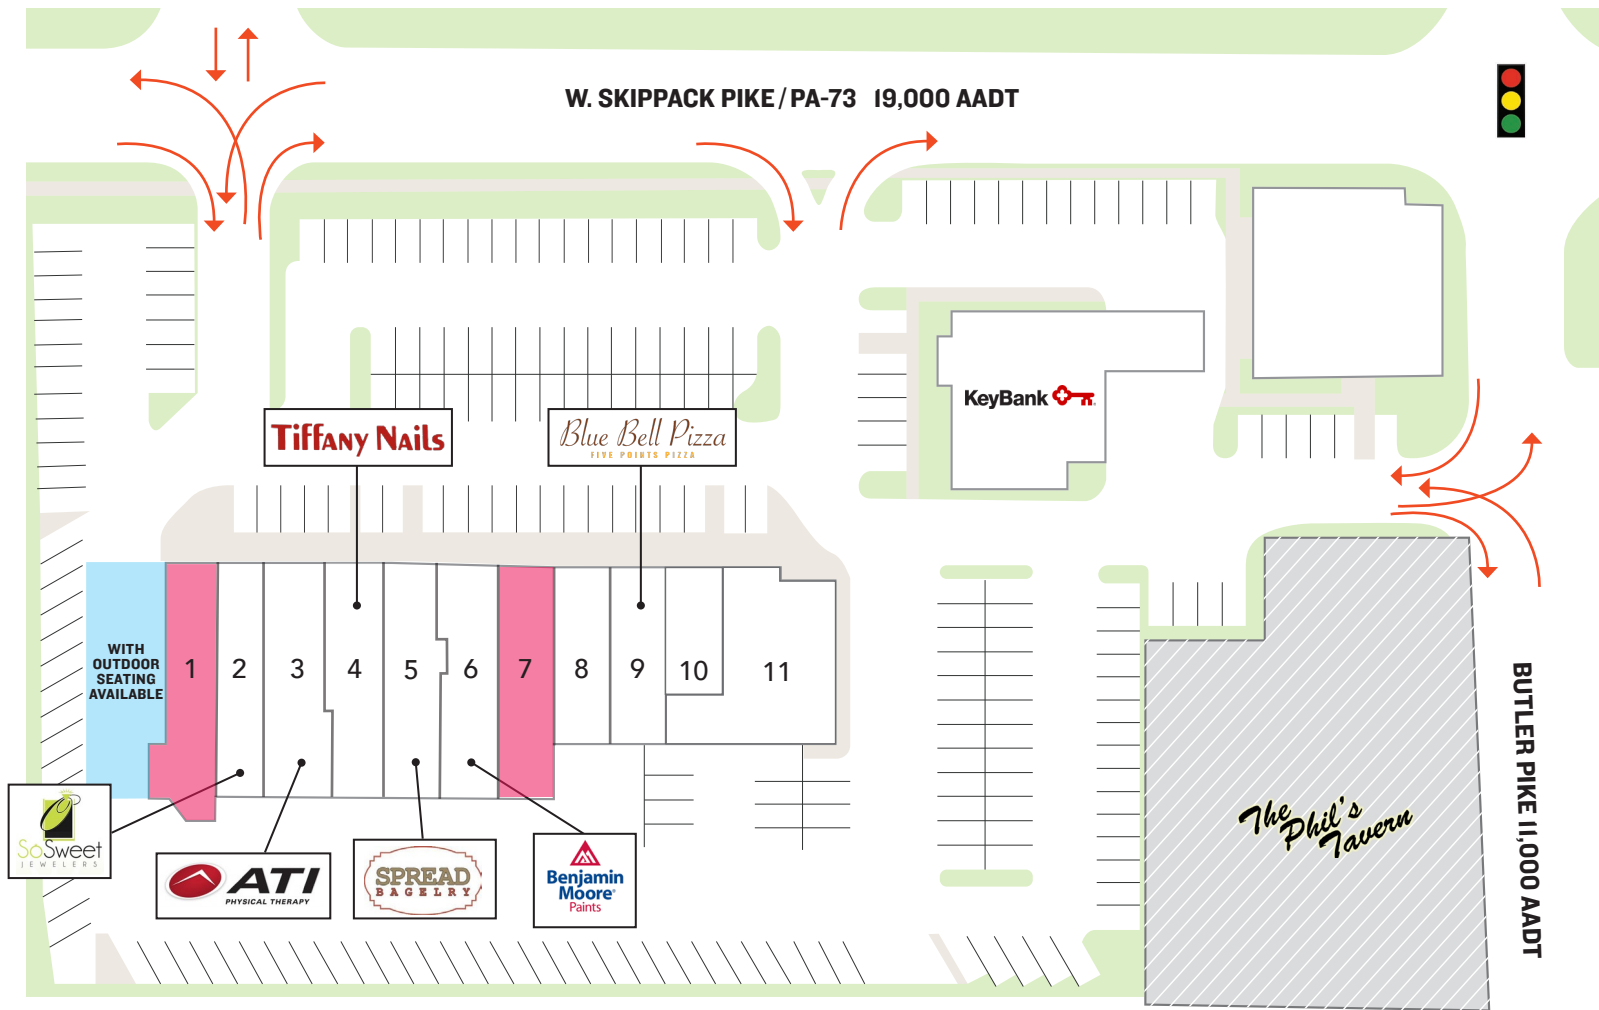 W. SKIPPACK PIKE / PA-73 19,000 AADT
KeyBank
TIFFANY NAILS
Blue Bell Pizza
FIVE POINTS PIZZA
WITH
OUTDOOR
SEATING
AVAILABLE
1
2
3
4
5
6
7
8
9
10
11
SoSweet
JEWELERS
ATI
PHYSICAL THERAPY
SPREAD
BAGELRY
Benjamin
Moore®
Paints
The
Phil's
Tavern
BUTLER PIKE 11,000 AADT